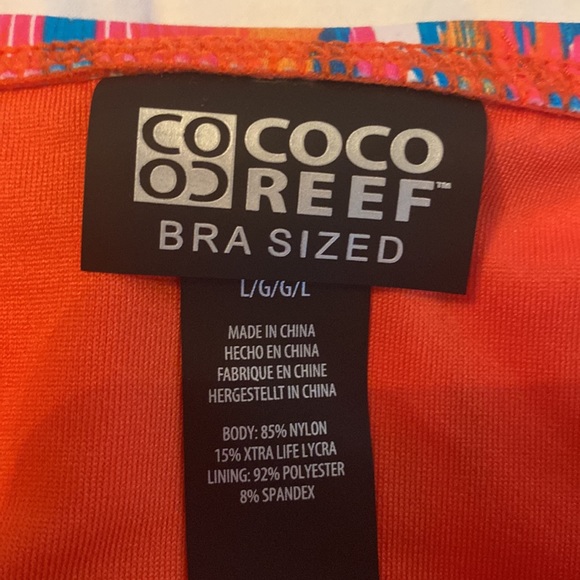 COCO
REEF™
BRA SIZED
L/G/G/L
MADE IN CHINA
HECHO EN CHINA
FABRIQUE EN CHINE
HERGESTELLT IN CHINA
BODY: 85% NYLON
15% XTRA LIFE LYCRA
LINING: 92% POLYESTER
8% SPANDEX